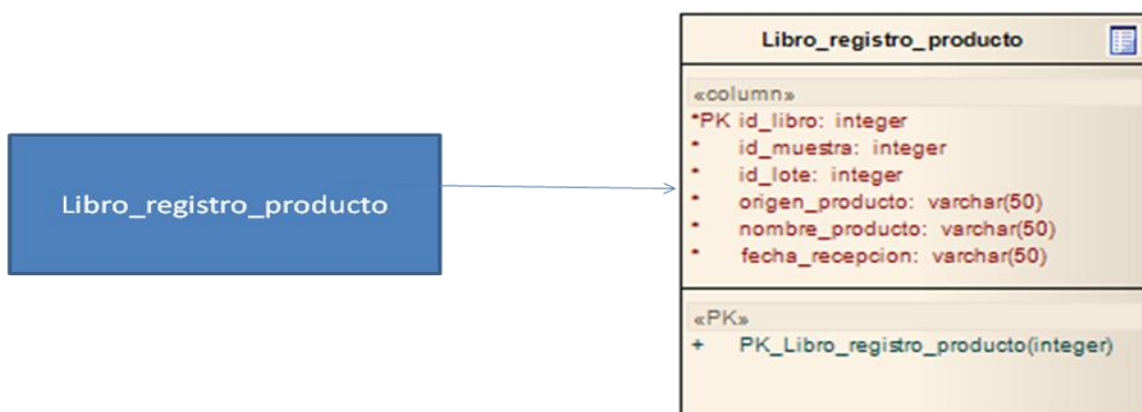 Libro_registro_producto
Libro_registro_producto
«column»
*PK id_libro: integer
* id_muestra: integer
* id_lote: integer
* origen_producto: varchar(50)
* nombre_producto: varchar(50)
* fecha_recepcion: varchar(50)
«PK»
+ PK_Libro_registro_producto(integer)